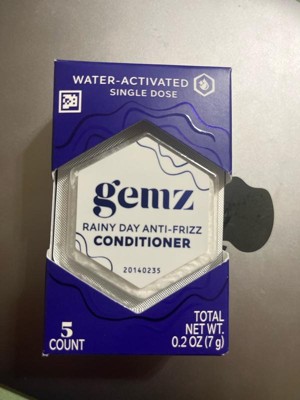 WATER-ACTIVATED
SINGLE DOSE
gemz
RAINY DAY ANTI-FRIZZ
CONDITIONER
20140235
5
COUNT
TOTAL
NET WT.
0.2 OZ (7 g)